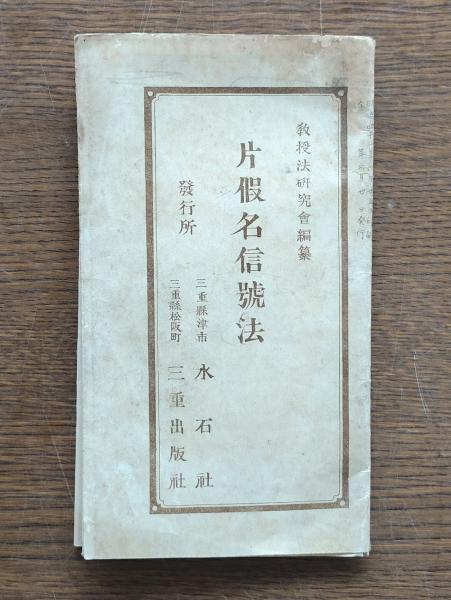 教授法研究會編纂
片假名信號法
發行所
三重縣津市 水石社
三重縣松阪町 三重出版社